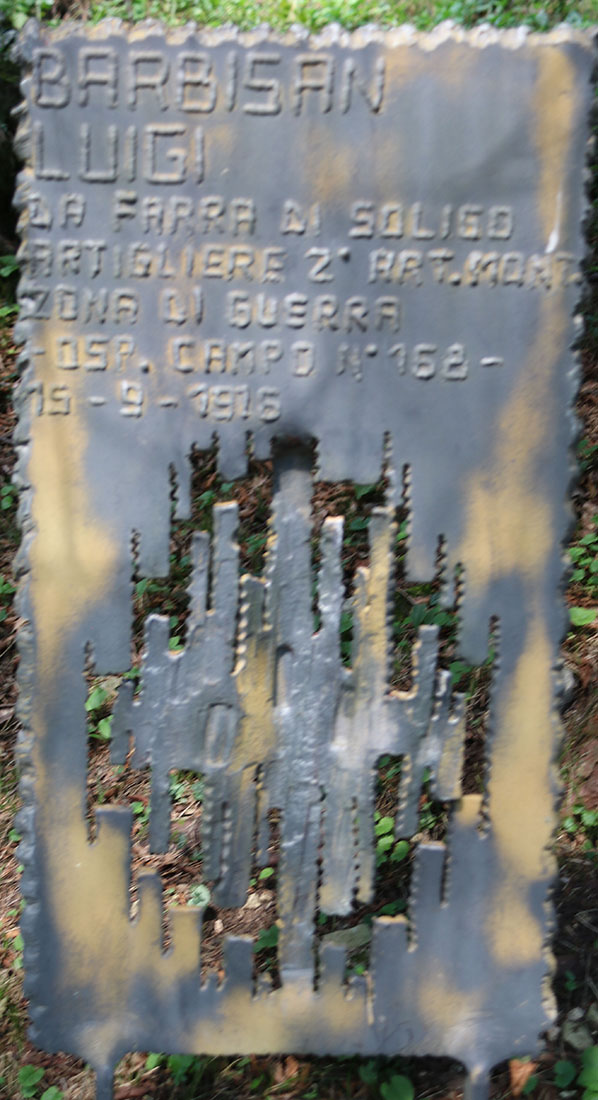 BARBISAN
LUIGI
DA FARRA DI SOLIGO
ARTIGLIERE 2° ART. MONT.
ZONA DI GUERRA
- OSP. CAMPO N° 168 -
15 - 9 - 1916